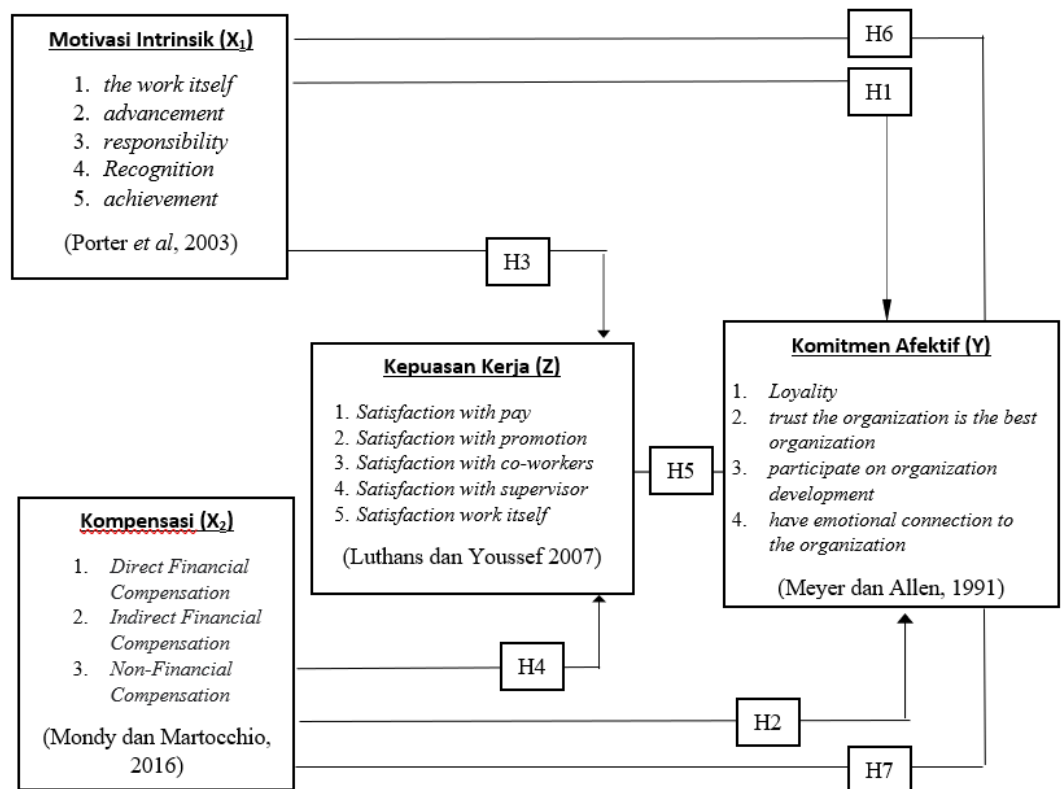 Motivasi Intrinsik (X₁)
1. the work itself
2. advancement
3. responsibility
4. Recognition
5. achievement
(Porter et al, 2003)
H6
H1
H3
Kepuasan Kerja (Z)
1. Satisfaction with pay
2. Satisfaction with promotion
3. Satisfaction with co-workers
4. Satisfaction with supervisor
5. Satisfaction work itself
(Luthans dan Youssef 2007)
H5
Komitmen Afektif (Y)
1. Loyality
2. trust the organization is the best
organization
3. participate on organization
development
4. have emotional connection to
the organization
(Meyer dan Allen, 1991)
Kompensasi (X₂)
1. Direct Financial
Compensation
2. Indirect Financial
Compensation
3. Non-Financial
Compensation
(Mondy dan Martocchio,
2016)
H4
H2
H7